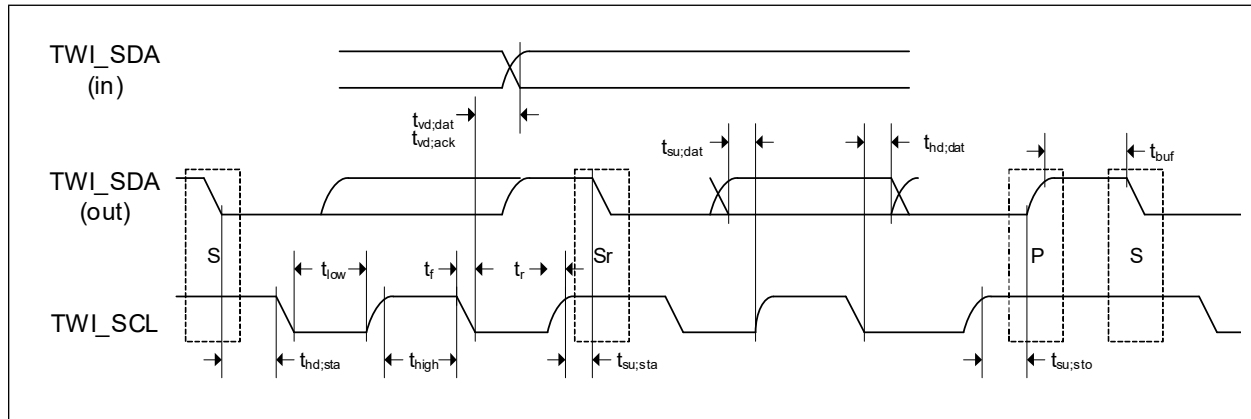 TWI_SDA
(in)
t_vd;dat
t_vd;ack
t_su;dat
t_hd;dat
t_buf
TWI_SDA
(out)
S
t_low
t_f
t_r
Sr
P
S
TWI_SCL
t_hd;sta
t_high
t_su;sta
t_su;sto